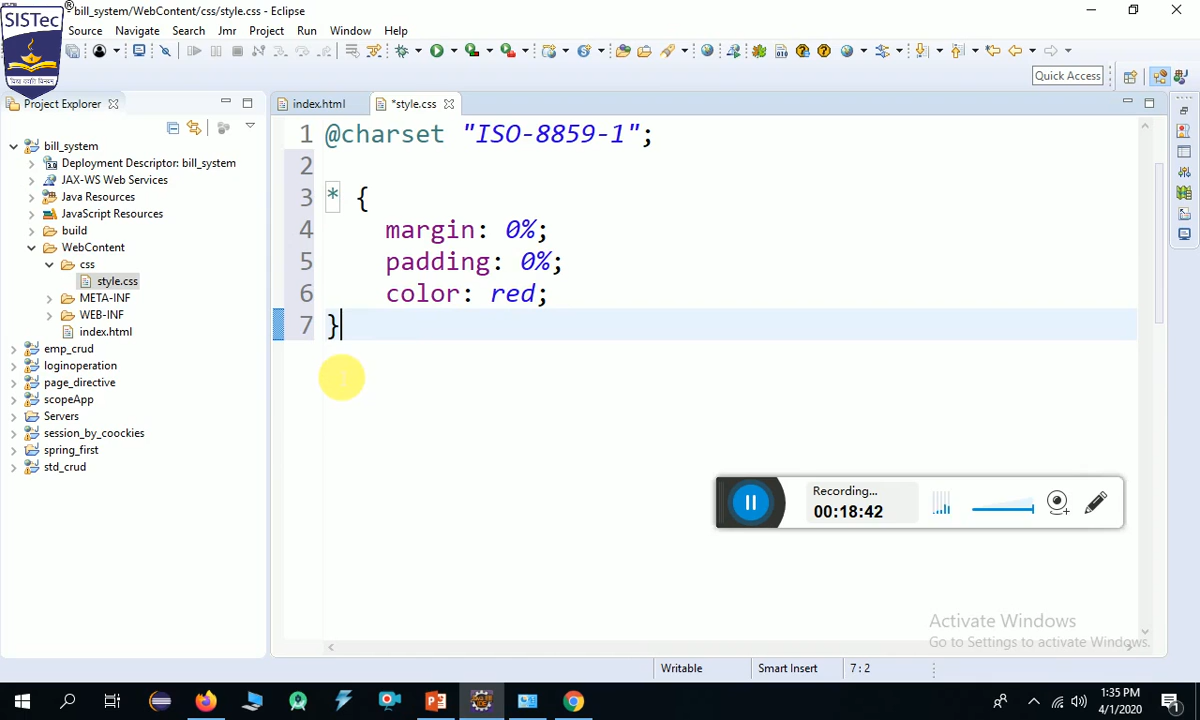 SISTec
®
bill_system/WebContent/css/style.css - Eclipse
Source Navigate Search Jmr Project Run Window Help
Quick Access
Project Explorer
index.html
*style.css
bill_system
Deployment Descriptor: bill_system
JAX-WS Web Services
Java Resources
JavaScript Resources
build
WebContent
css
style.css
META-INF
WEB-INF
index.html
emp_crud
loginoperation
page_directive
scopeApp
Servers
session_by_coockies
spring_first
std_crud
1 @charset "ISO-8859-1";
2
3 * {
4 margin: 0%;
5 padding: 0%;
6 color: red;
7 }
Recording...
00:18:42
Activate Windows
Go to Settings to activate Windows.
Writable Smart Insert 7 : 2
1:35 PM
4/1/2020